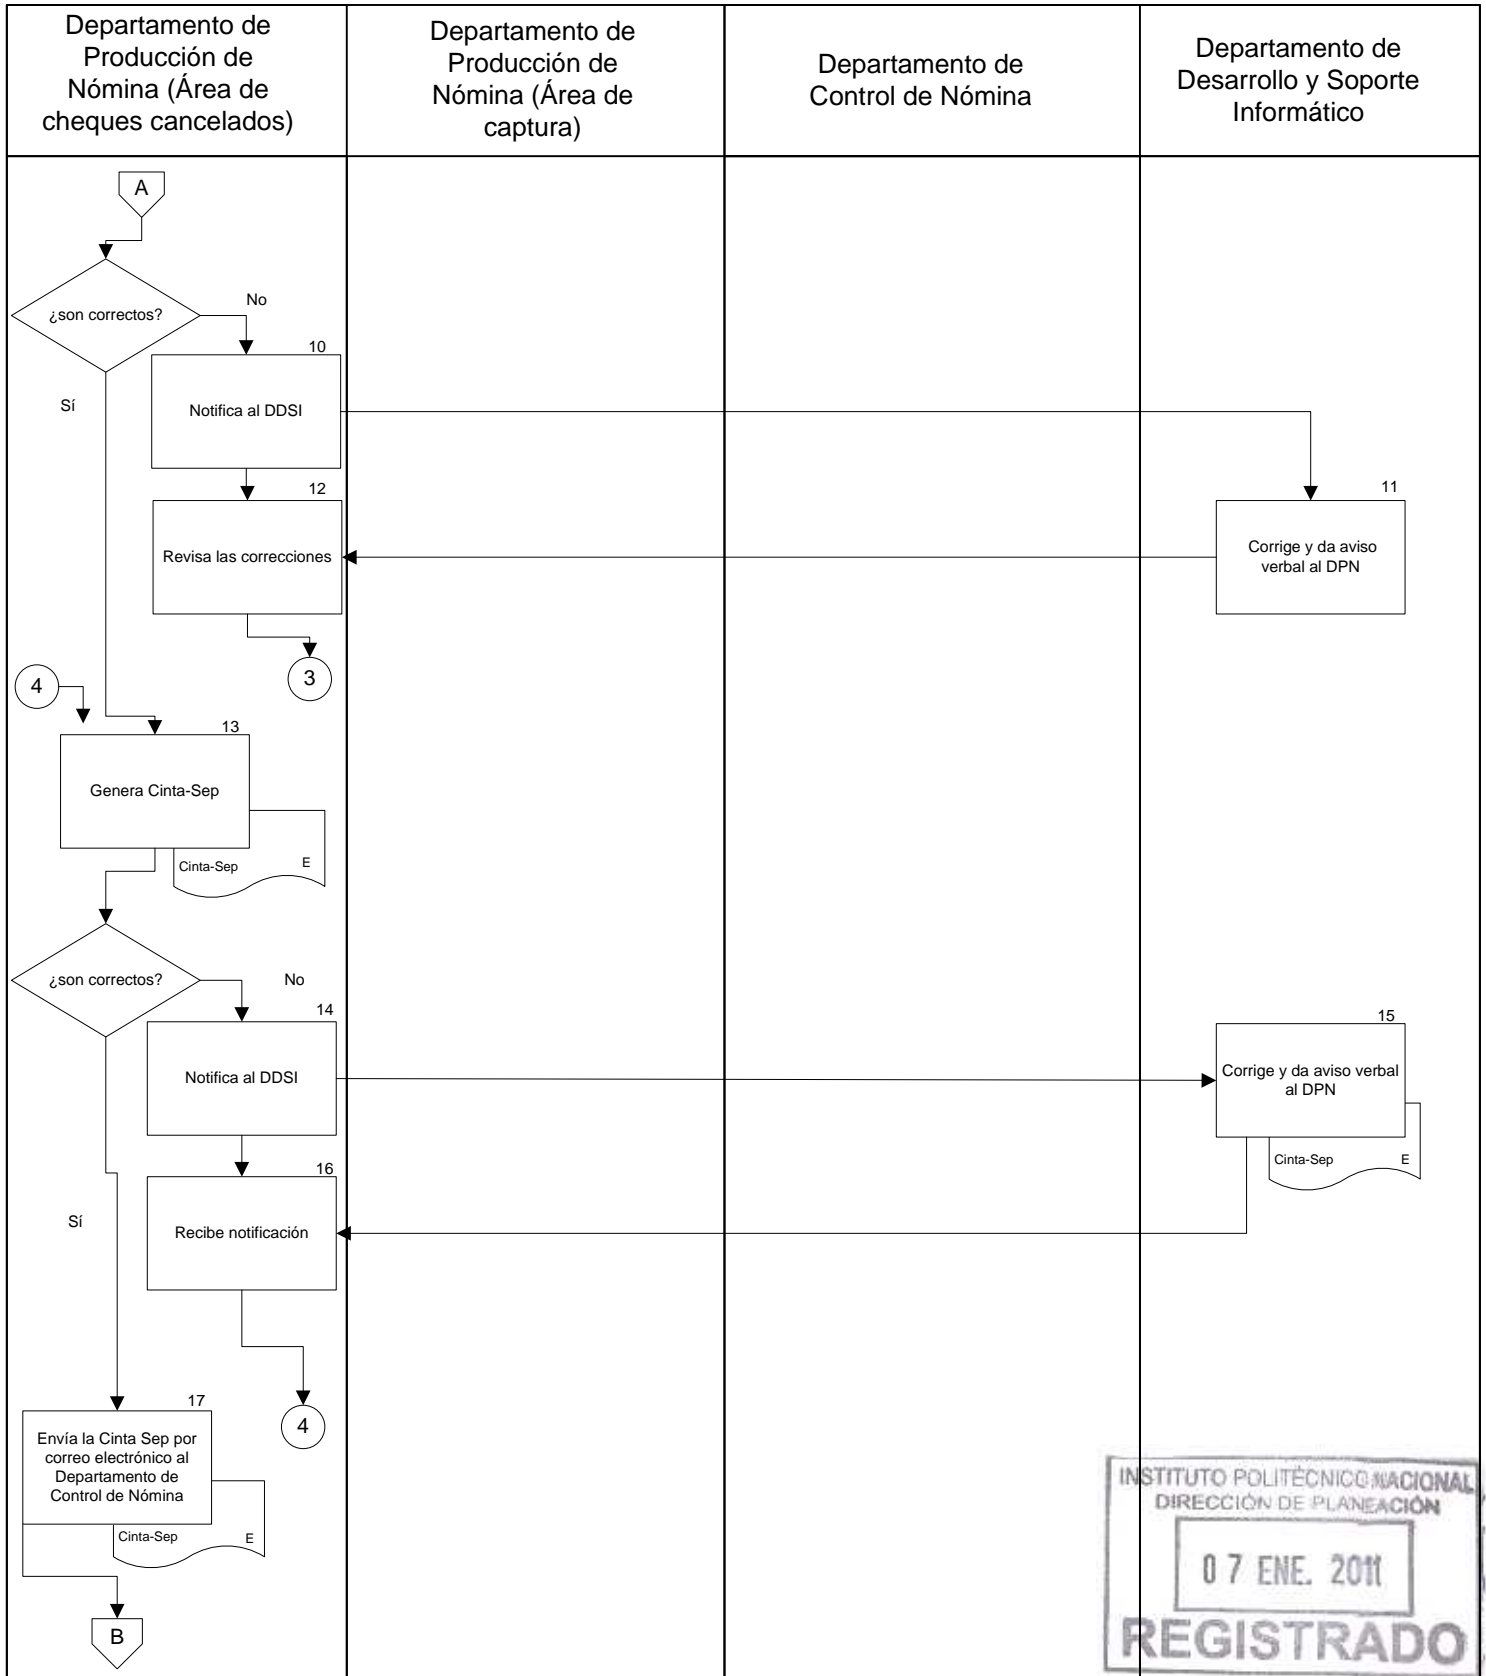 Departamento de
Producción de
Nómina (Área de
cheques cancelados)
Departamento de
Producción de
Nómina (Área de
captura)
Departamento de
Control de Nómina
Departamento de
Desarrollo y Soporte
Informático
A
¿son correctos?
No
Sí
10
Notifica al DDSI
11
Corrige y da aviso
verbal al DPN
12
Revisa las correcciones
3
4
13
Genera Cinta-Sep
Cinta-Sep
E
¿son correctos?
No
Sí
14
Notifica al DDSI
15
Corrige y da aviso verbal
al DPN
Cinta-Sep
E
16
Recibe notificación
4
17
Envía la Cinta Sep por
correo electrónico al
Departamento de
Control de Nómina
Cinta-Sep
E
B
INSTITUTO POLITÉCNICO NACIONAL
DIRECCIÓN DE PLANEACIÓN
07 ENE. 2011
REGISTRADO